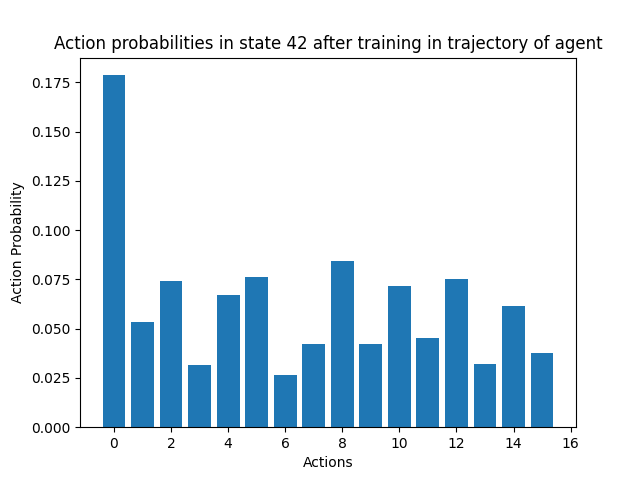 Action probabilities in state 42 after training in trajectory of agent
0.175
0.150
0.125
0.100
0.075
0.050
0.025
0.000
Action Probability
0 2 4 6 8 10 12 14 16
Actions